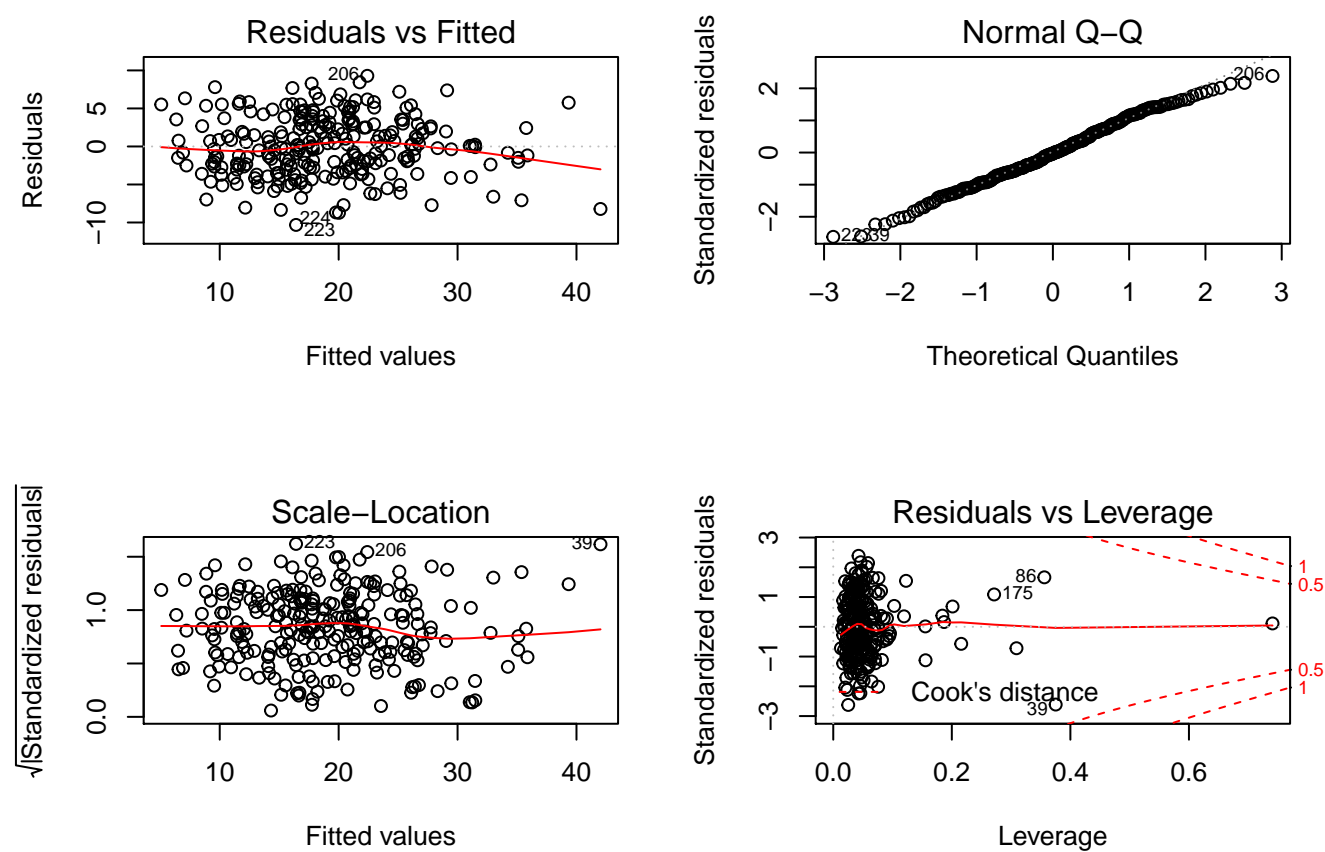 Residuals vs Fitted
Residuals
5
0
−10
206
224
223
10 20 30 40
Fitted values
Normal Q−Q
Standardized residuals
2
0
−2
206
223
39
−3 −2 −1 0 1 2 3
Theoretical Quantiles
Scale−Location
√|Standardized residuals|
1.0
0.0
223
206
39
10 20 30 40
Fitted values
Residuals vs Leverage
Standardized residuals
3
1
−1
−3
86
175
39
Cook's distance
1
0.5
0.5
1
0.0 0.2 0.4 0.6
Leverage